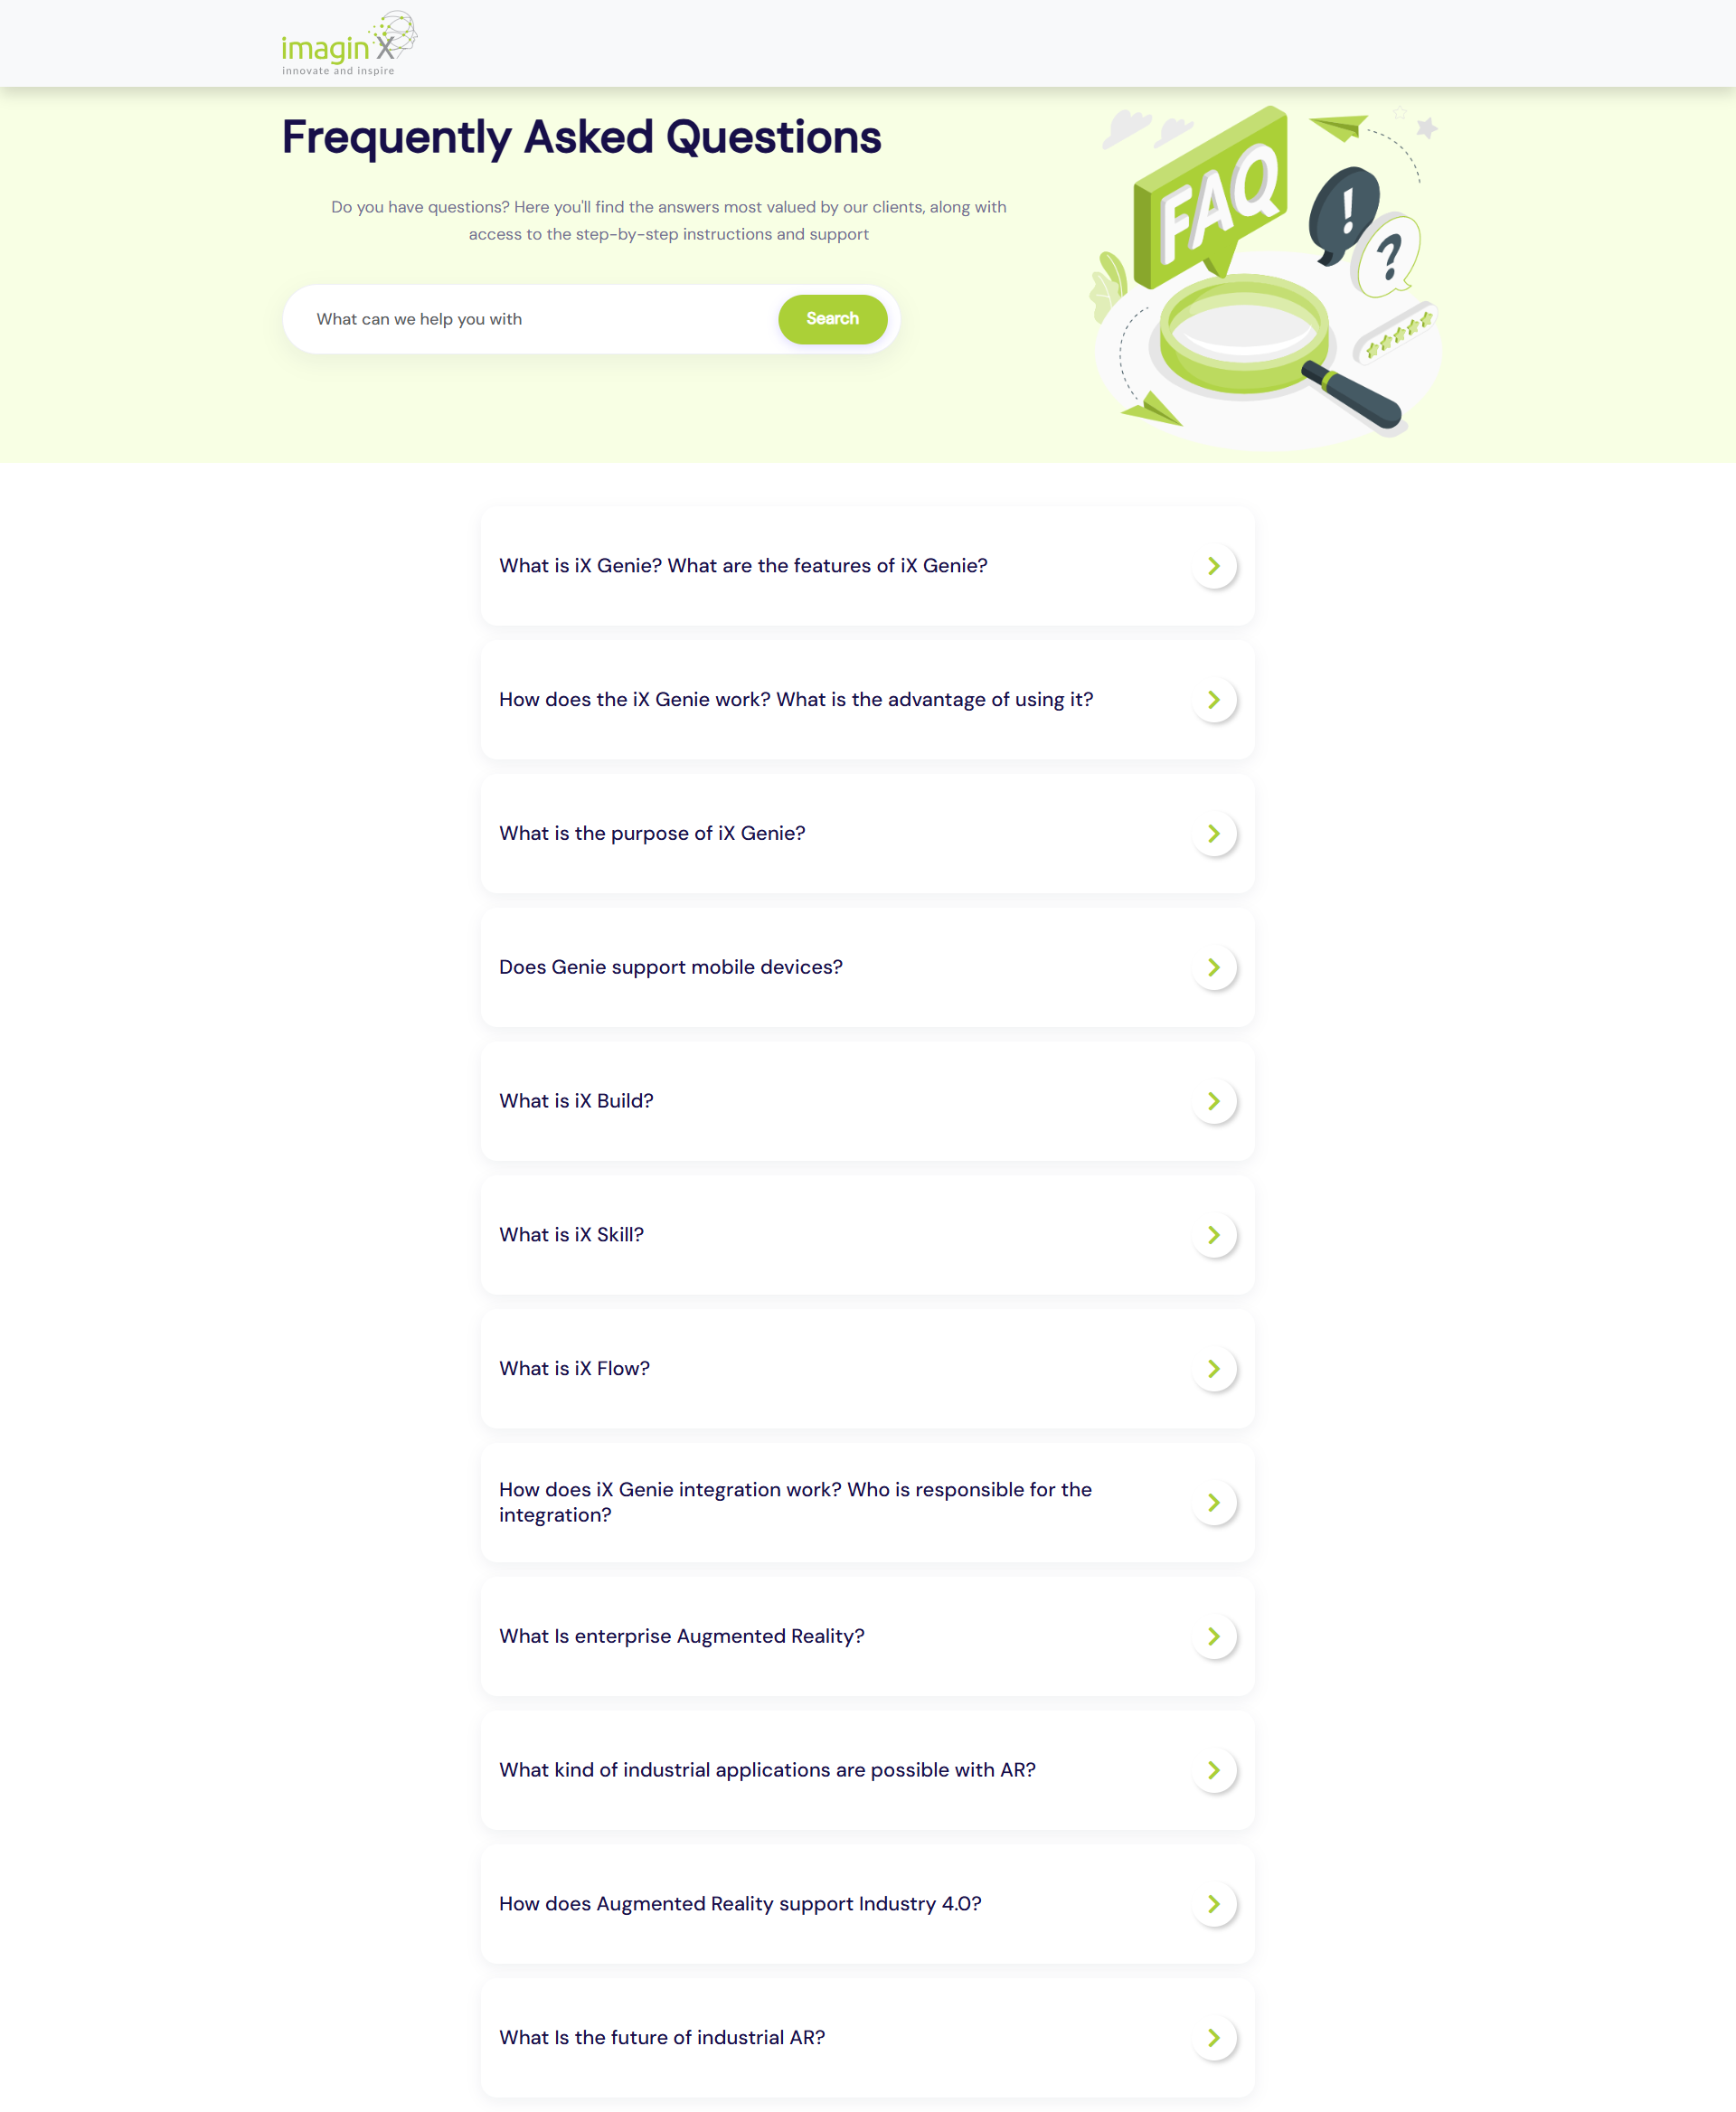 imagin X
innovate and inspire
Frequently Asked Questions
Do you have questions? Here you'll find the answers most valued by our clients, along with
access to the step-by-step instructions and support
What can we help you with
Search
FAQ
!
?
What is iX Genie? What are the features of iX Genie?
How does the iX Genie work? What is the advantage of using it?
What is the purpose of iX Genie?
Does Genie support mobile devices?
What is iX Build?
What is iX Skill?
What is iX Flow?
How does iX Genie integration work? Who is responsible for the
integration?
What Is enterprise Augmented Reality?
What kind of industrial applications are possible with AR?
How does Augmented Reality support Industry 4.0?
What Is the future of industrial AR?